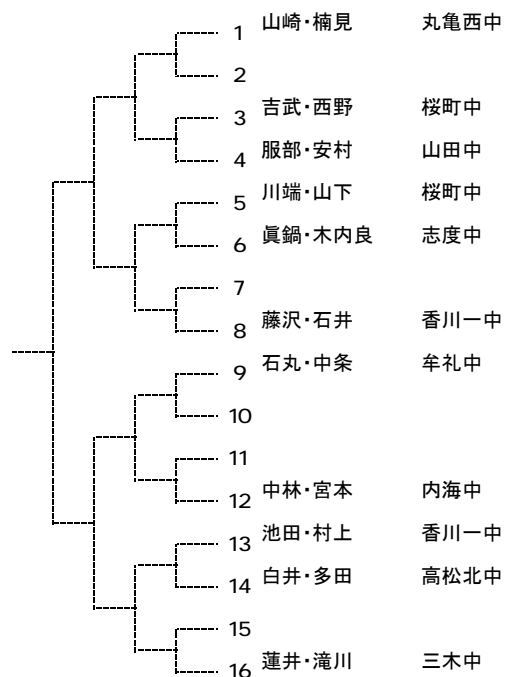 1 山崎・楠見 丸亀西中
2
3 吉武・西野 桜町中
4 服部・安村 山田中
5 川端・山下 桜町中
6 眞鍋・木内良 志度中
7
8 藤沢・石井 香川一中
9 石丸・中条 牟礼中
10
11
12 中林・宮本 内海中
13 池田・村上 香川一中
14 白井・多田 高松北中
15
16 蓮井・滝川 三木中